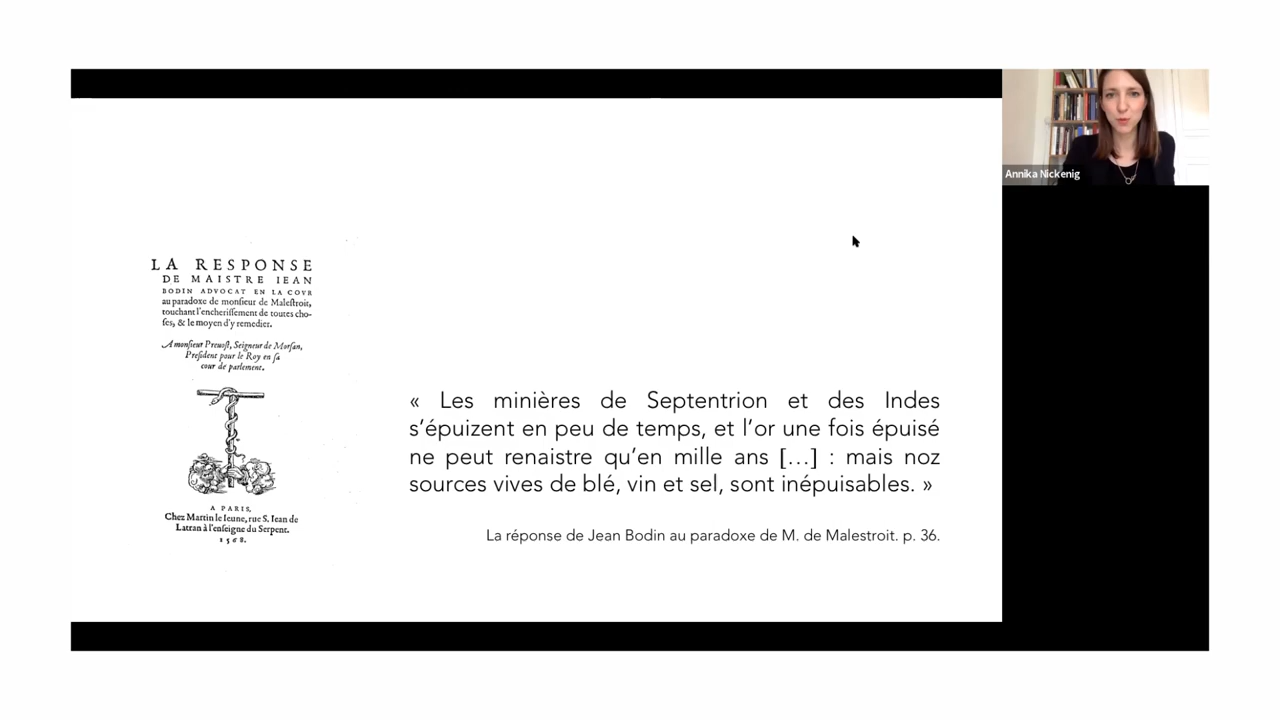 LA RESPONSE
DE MAISTRE IEAN
BODIN ADVOCAT EN LA COVR
au paradoxe de monſieur de Maleſtroit,
touchant l'encheriſſement de toutes cho-
ſes, & le moyen d'y remedier.
A monſieur Preuoſt, Seigneur de Morſan,
Preſident pour le Roy en ſa
cour de parlement.
A PARIS,
Chez Martin le Ieune, rue S. Iean de
Latran à l'enſeigne du Serpent.
1568.
« Les minières de Septentrion et des Indes
s'épuizent en peu de temps, et l'or une fois épuisé
ne peut renaistre qu'en mille ans […] : mais noz
sources vives de blé, vin et sel, sont inépuisables. »
La réponse de Jean Bodin au paradoxe de M. de Malestroit. p. 36.
Annika Nickenig